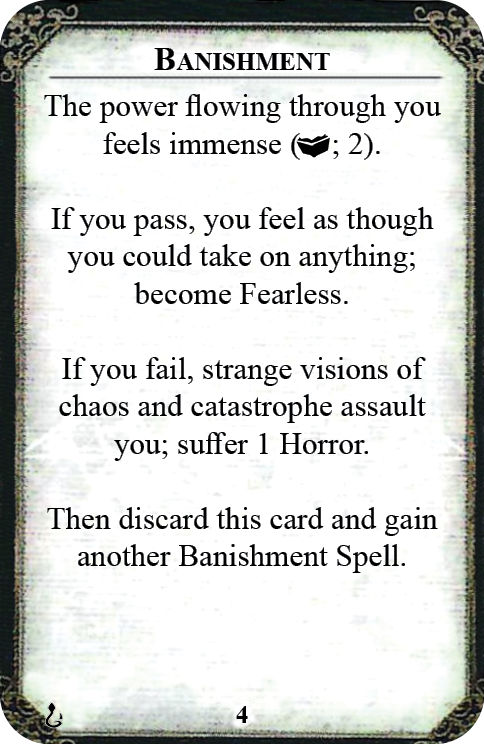 BANISHMENT
The power flowing through you
feels immense (; 2).
If you pass, you feel as though
you could take on anything;
become Fearless.
If you fail, strange visions of
chaos and catastrophe assault
you; suffer 1 Horror.
Then discard this card and gain
another Banishment Spell.
4